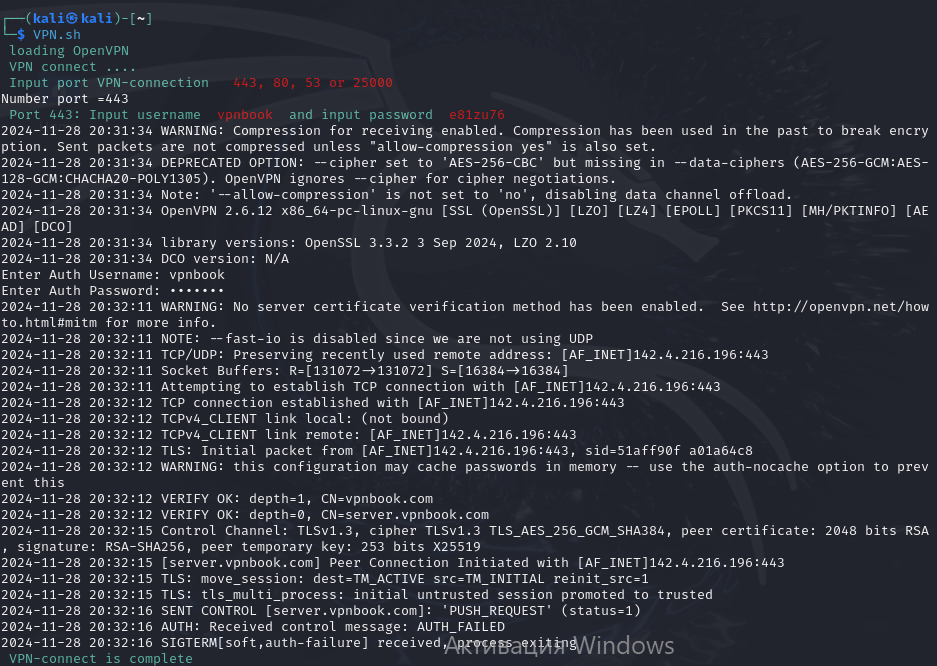 ┌──(kali㉿kali)-[~]
└─$ VPN.sh
loading OpenVPN
VPN connect ....
Input port VPN-connection   443, 80, 53 or 25000
Number port =443
Port 443: Input username  vpnbook  and input password  e81zu76
2024-11-28 20:31:34 WARNING: Compression for receiving enabled. Compression has been used in the past to break encry
ption. Sent packets are not compressed unless "allow-compression yes" is also set.
2024-11-28 20:31:34 DEPRECATED OPTION: --cipher set to 'AES-256-CBC' but missing in --data-ciphers (AES-256-GCM:AES-
128-GCM:CHACHA20-POLY1305). OpenVPN ignores --cipher for cipher negotiations.
2024-11-28 20:31:34 Note: '--allow-compression' is not set to 'no', disabling data channel offload.
2024-11-28 20:31:34 OpenVPN 2.6.12 x86_64-pc-linux-gnu [SSL (OpenSSL)] [LZO] [LZ4] [EPOLL] [PKCS11] [MH/PKTINFO] [AE
AD] [DCO]
2024-11-28 20:31:34 library versions: OpenSSL 3.3.2 3 Sep 2024, LZO 2.10
2024-11-28 20:31:34 DCO version: N/A
Enter Auth Username: vpnbook
Enter Auth Password: •••••••
2024-11-28 20:32:11 WARNING: No server certificate verification method has been enabled.  See http://openvpn.net/how
to.html#mitm for more info.
2024-11-28 20:32:11 NOTE: --fast-io is disabled since we are not using UDP
2024-11-28 20:32:11 TCP/UDP: Preserving recently used remote address: [AF_INET]142.4.216.196:443
2024-11-28 20:32:11 Socket Buffers: R=[131072→131072] S=[16384→16384]
2024-11-28 20:32:11 Attempting to establish TCP connection with [AF_INET]142.4.216.196:443
2024-11-28 20:32:12 TCP connection established with [AF_INET]142.4.216.196:443
2024-11-28 20:32:12 TCPv4_CLIENT link local: (not bound)
2024-11-28 20:32:12 TCPv4_CLIENT link remote: [AF_INET]142.4.216.196:443
2024-11-28 20:32:12 TLS: Initial packet from [AF_INET]142.4.216.196:443, sid=51aff90f a01a64c8
2024-11-28 20:32:12 WARNING: this configuration may cache passwords in memory -- use the auth-nocache option to prev
ent this
2024-11-28 20:32:12 VERIFY OK: depth=1, CN=vpnbook.com
2024-11-28 20:32:12 VERIFY OK: depth=0, CN=server.vpnbook.com
2024-11-28 20:32:15 Control Channel: TLSv1.3, cipher TLSv1.3 TLS_AES_256_GCM_SHA384, peer certificate: 2048 bits RSA
, signature: RSA-SHA256, peer temporary key: 253 bits X25519
2024-11-28 20:32:15 [server.vpnbook.com] Peer Connection Initiated with [AF_INET]142.4.216.196:443
2024-11-28 20:32:15 TLS: move_session: dest=TM_ACTIVE src=TM_INITIAL reinit_src=1
2024-11-28 20:32:15 TLS: tls_multi_process: initial untrusted session promoted to trusted
2024-11-28 20:32:16 SENT CONTROL [server.vpnbook.com]: 'PUSH_REQUEST' (status=1)
2024-11-28 20:32:16 AUTH: Received control message: AUTH_FAILED
2024-11-28 20:32:16 SIGTERM[soft,auth-failure] received, process exiting
Активация Windows
VPN-connect is complete